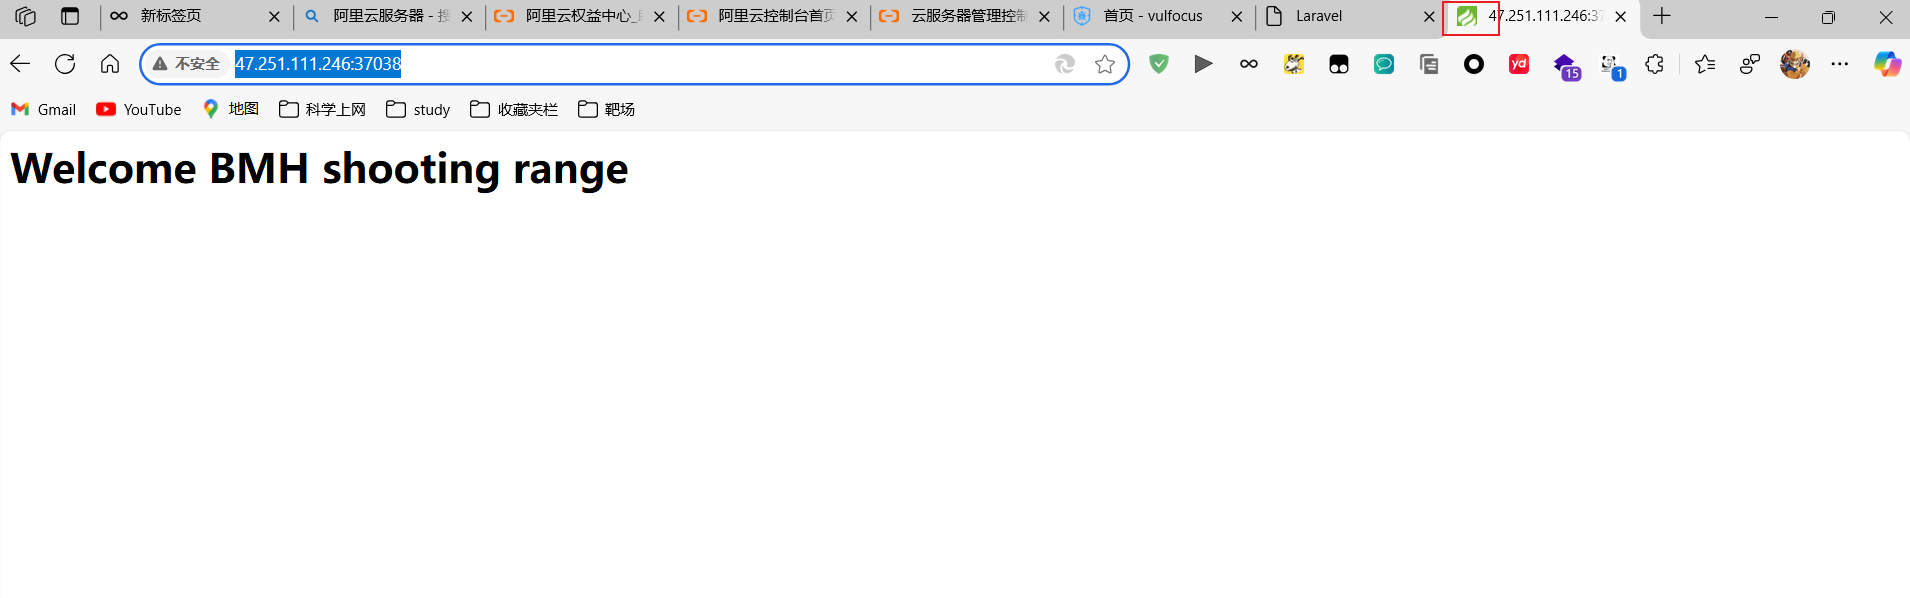 新标签页
阿里云服务器 - 搜
阿里云权益中心_
阿里云控制台首页
云服务器管理控制
首页 - vulfocus
Laravel
47.251.111.246:37
不安全 47.251.111.246:37038
yd
15
1
Gmail YouTube 地图 科学上网 study 收藏夹栏 靶场
Welcome BMH shooting range